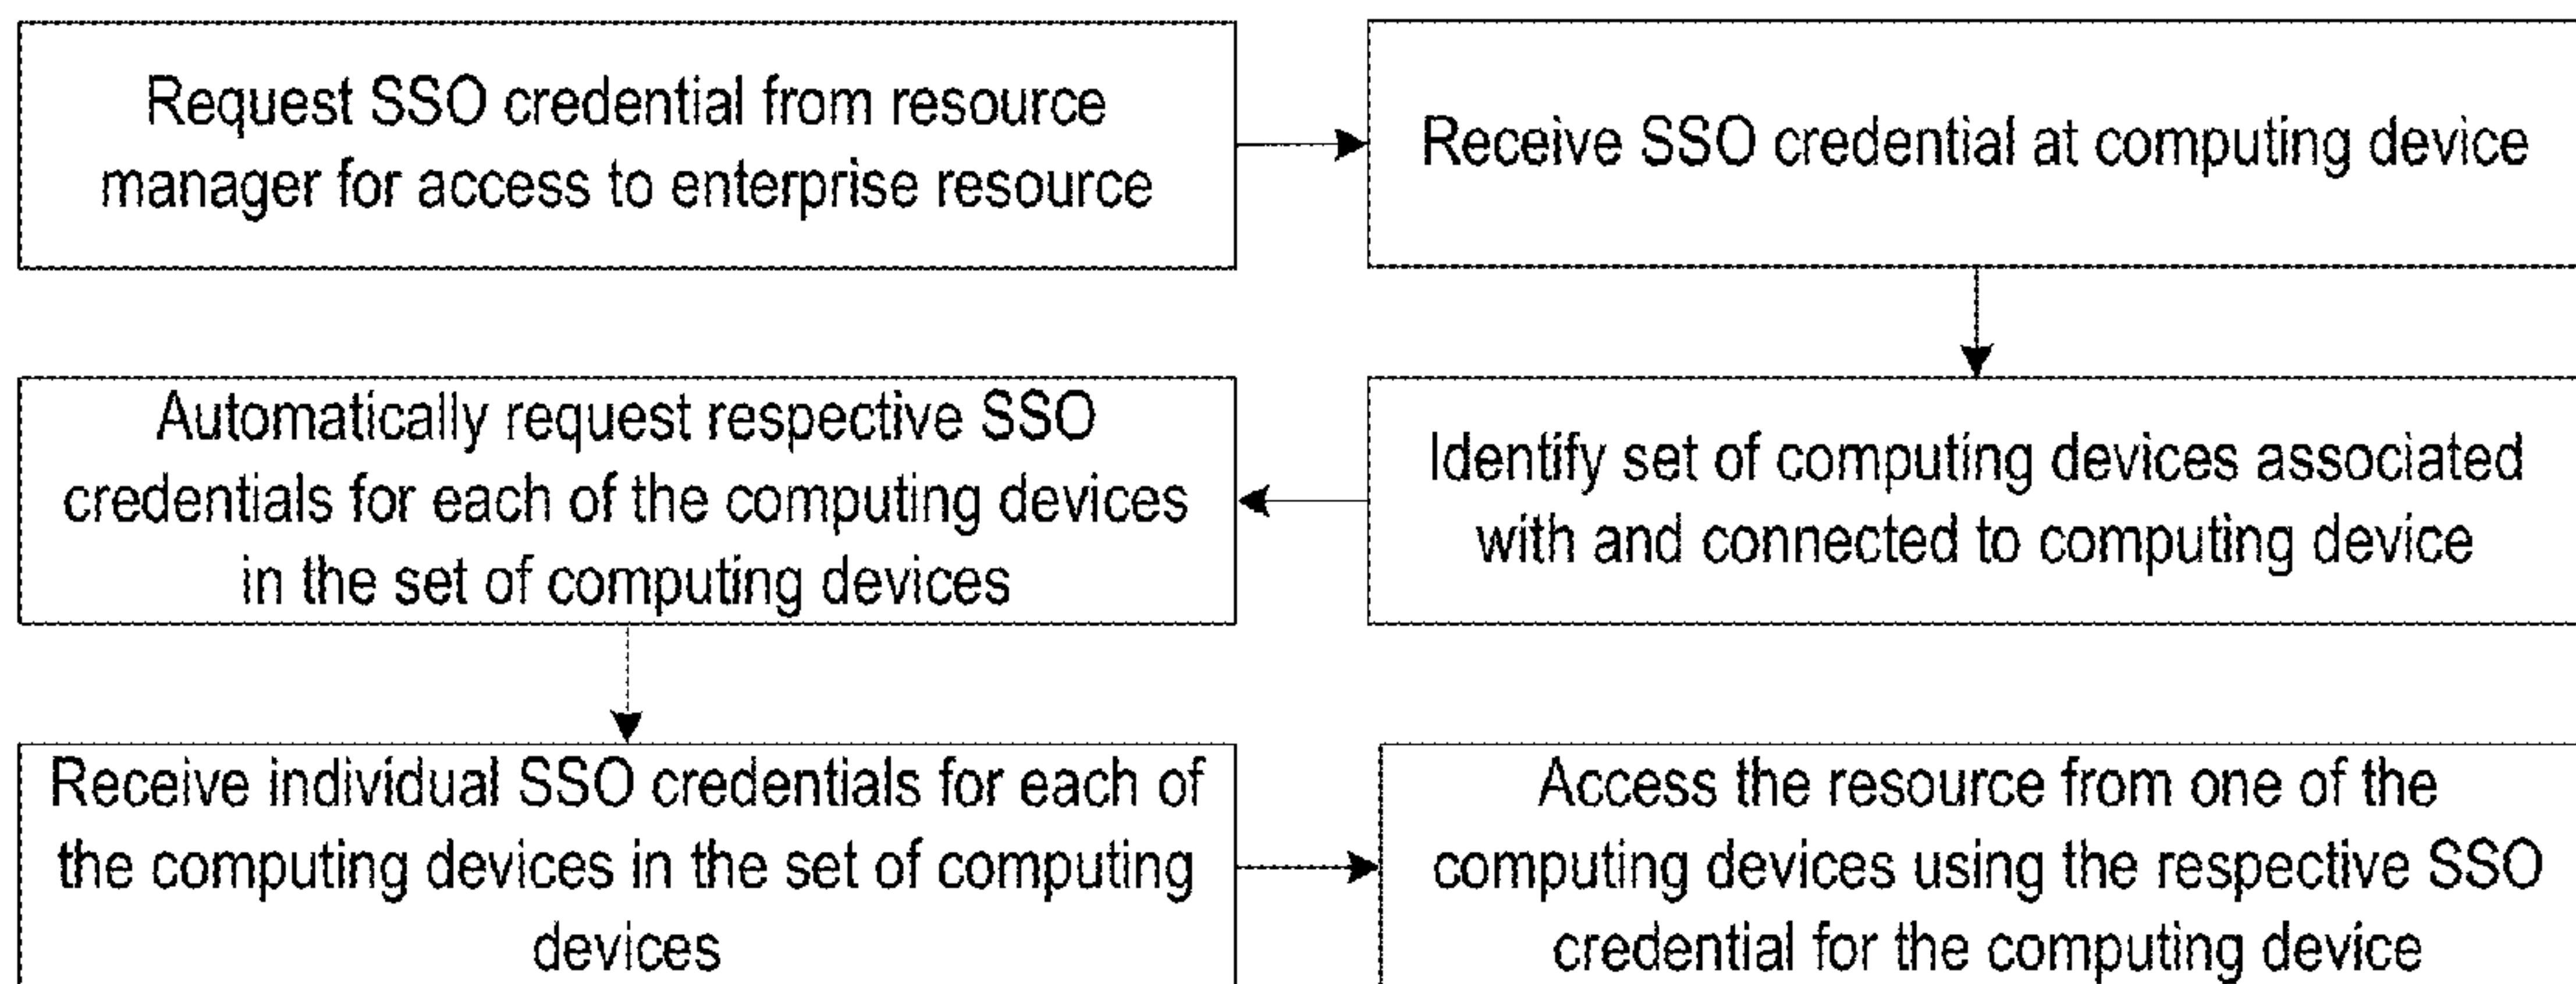 Request SSO credential from resource
manager for access to enterprise resource
Receive SSO credential at computing device
Identify set of computing devices associated
with and connected to computing device
Automatically request respective SSO
credentials for each of the computing devices
in the set of computing devices
Receive individual SSO credentials for each of
the computing devices in the set of computing
devices
Access the resource from one of the
computing devices using the respective SSO
credential for the computing device